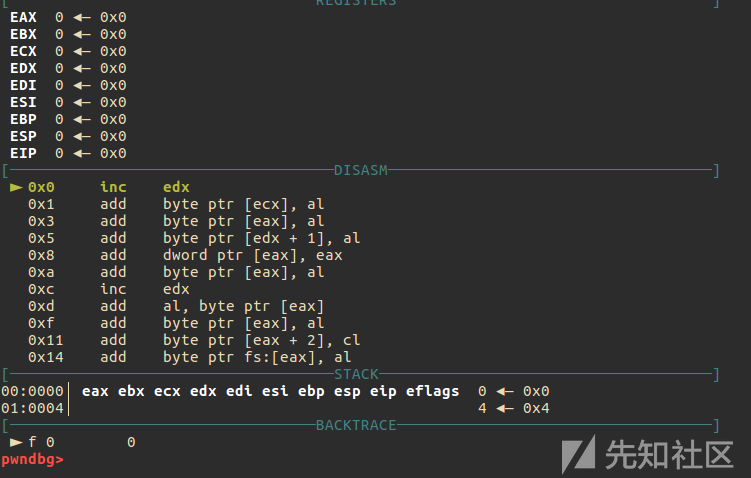 [ REGISTERS ]
EAX 0 ◂— 0x0
EBX 0 ◂— 0x0
ECX 0 ◂— 0x0
EDX 0 ◂— 0x0
EDI 0 ◂— 0x0
ESI 0 ◂— 0x0
EBP 0 ◂— 0x0
ESP 0 ◂— 0x0
EIP 0 ◂— 0x0
[ DISASM ]
► 0x0 inc edx
0x1 add byte ptr [ecx], al
0x3 add byte ptr [eax], al
0x5 add byte ptr [edx + 1], al
0x8 add dword ptr [eax], eax
0xa add byte ptr [eax], al
0xc inc edx
0xd add al, byte ptr [eax]
0xf add byte ptr [eax], al
0x11 add byte ptr [eax + 2], cl
0x14 add byte ptr fs:[eax], al
[ STACK ]
00:0000│ eax ebx ecx edx edi esi ebp esp eip eflags 0 ◂— 0x0
01:0004│ 4 ◂— 0x4
[ BACKTRACE ]
► f 0 0
pwndbg>
先知社区